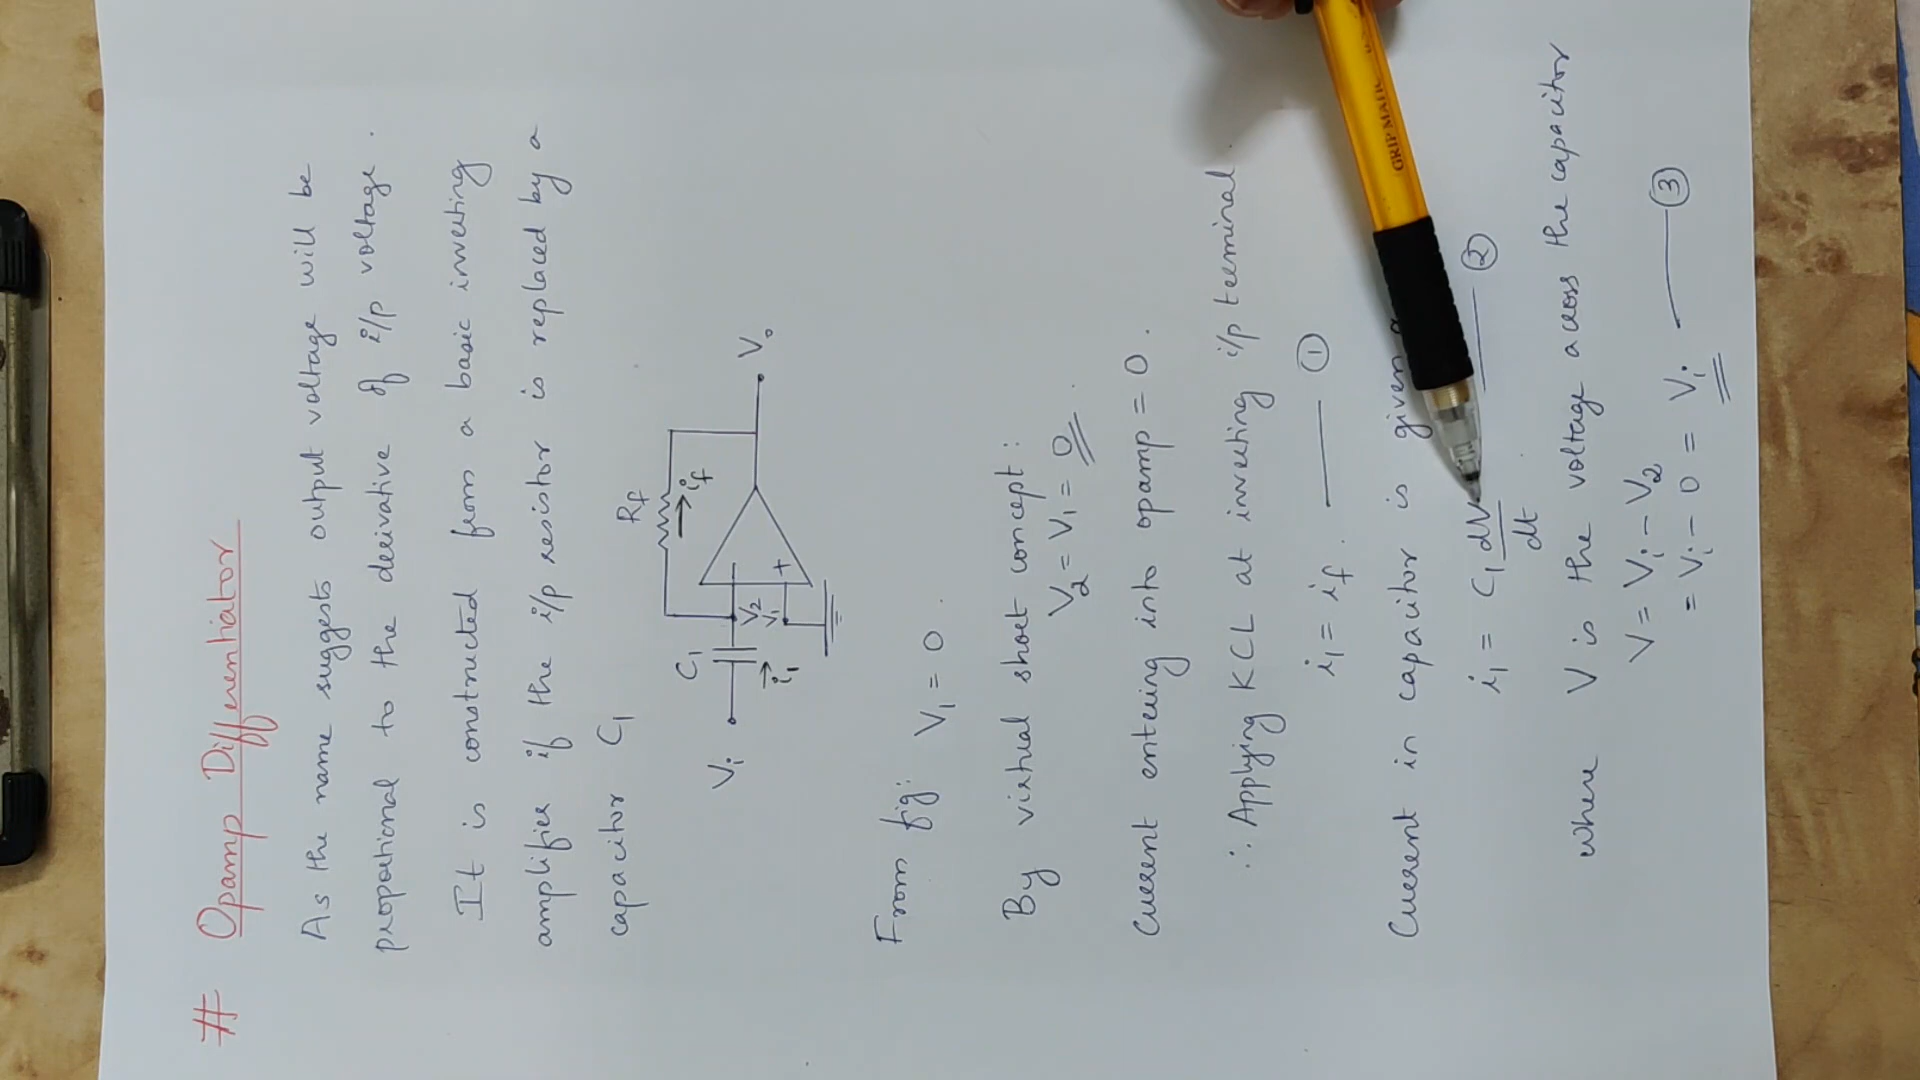 # Opamp Differentiator
As the name suggests output voltage will be
proportional to the derivative of i/p voltage.
It is constructed from a basic inverting
amplifier if the i/p resistor is replaced by a
capacitor C1
Rf
if
C1
Vi
i1
V2
V1
−
+
Vo
From fig: V1 = 0.
By virtual short concept:
V2 = V1 = 0.
Current entering into opamp = 0.
∴ Applying KCL at inverting i/p terminal
i1 = if. —— ①
Current in capacitor is given
i1 = C1 dV/dt —— ②
where V is the voltage across the capacitor
V = Vi − V2
= Vi − 0 = Vi —— ③
GRIP MATIC